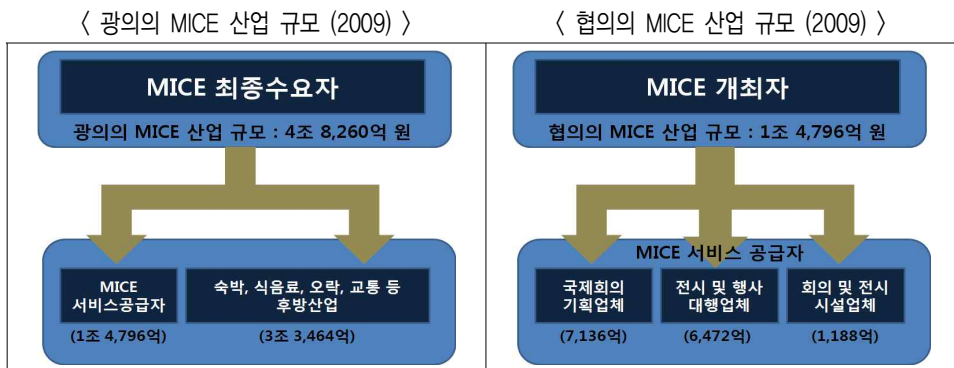 〈 광의의 MICE 산업 규모 (2009) 〉
MICE 최종수요자
광의의 MICE 산업 규모 : 4조 8,260억 원
MICE
서비스공급자
(1조 4,796억)
숙박, 식음료, 오락, 교통 등
후방산업
(3조 3,464억)
〈 협의의 MICE 산업 규모 (2009) 〉
MICE 개최자
협의의 MICE 산업 규모 : 1조 4,796억 원
MICE 서비스 공급자
국제회의
기획업체
(7,136억)
전시 및 행사
대행업체
(6,472억)
회의 및 전시
시설업체
(1,188억)